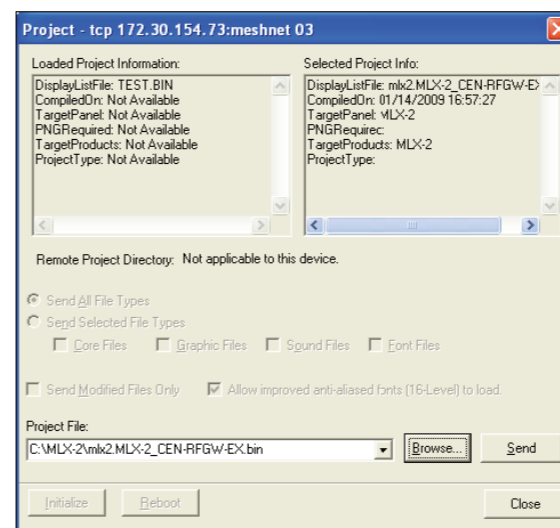 Project - tcp 172.30.154.73:meshnet 03
Loaded Project Information:
DisplayListFile: TEST.BIN
CompiledOn: Not Available
TargetPanel: Not Available
PNGRequired: Not Available
TargetProducts: Not Available
ProjectType: Not Available
Selected Project Info:
DisplayListFile: mlx2.MLX-2_CEN-RFGW-EX
CompiledOn: 01/14/2009 16:57:27
TargetPanel: MLX-2
PNGRequired:
TargetProducts: MLX-2
ProjectType:
Remote Project Directory: Not applicable to this device.
Send All File Types
Send Selected File Types
Core Files Graphic Files Sound Files Font Files
Send Modified Files Only Allow improved anti-aliased fonts (16-Level) to load.
Project File:
C:\MLX-2\mlx2.MLX-2_CEN-RFGW-EX.bin Browse... Send
Initialize Reboot Close